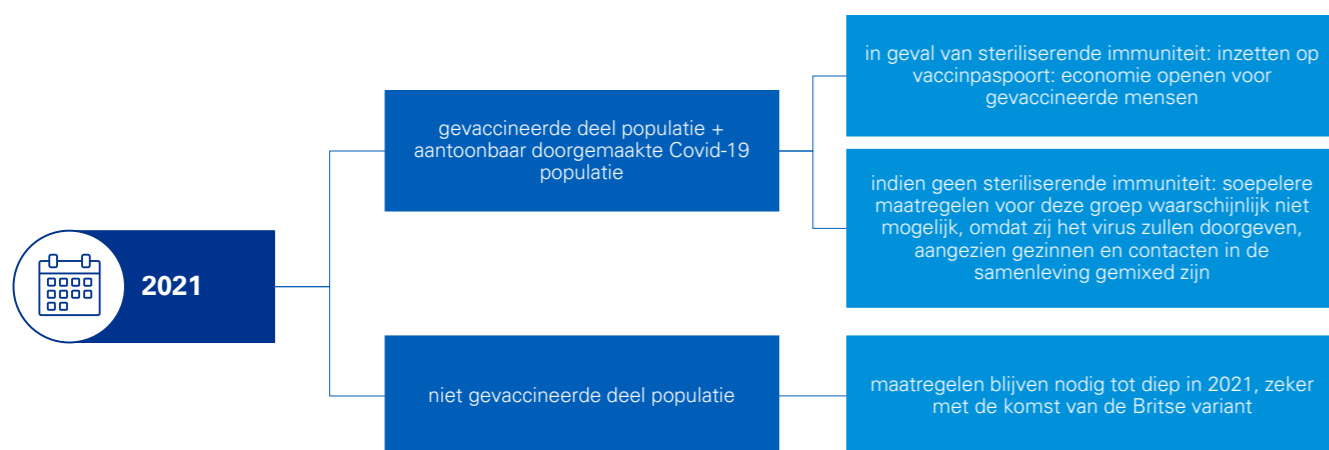 2021
gevaccineerde deel populatie +
aantoonbaar doorgemaakte Covid-19
populatie
in geval van steriliserende immuniteit: inzetten op
vaccinpaspoort: economie openen voor
gevaccineerde mensen
indien geen steriliserende immuniteit: soepelere
maatregelen voor deze groep waarschijnlijk niet
mogelijk, omdat zij het virus zullen doorgeven,
aangezien gezinnen en contacten in de
samenleving gemixed zijn
niet gevaccineerde deel populatie
maatregelen blijven nodig tot diep in 2021, zeker
met de komst van de Britse variant